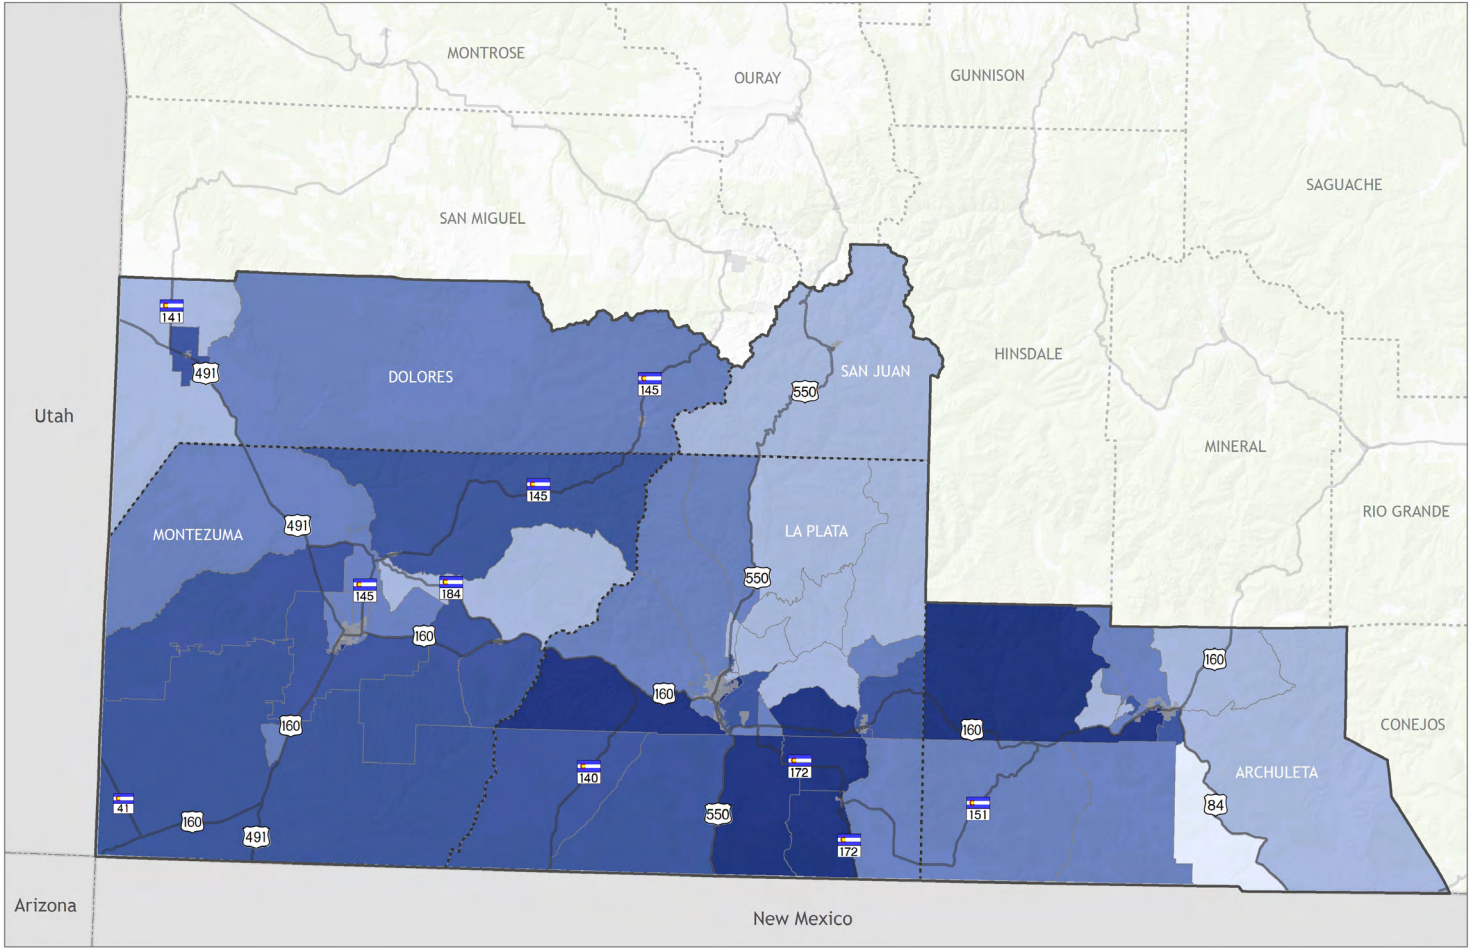 MONTROSE
OURAY
GUNNISON
SAGUACHE
SAN MIGUEL
141
HINSDALE
491
DOLORES
145
550
SAN JUAN
Utah
MINERAL
145
RIO GRANDE
491
MONTEZUMA
LA PLATA
550
145
184
160
160
160
160
160
CONEJOS
172
140
ARCHULETA
41
160
491
550
172
151
84
Arizona
New Mexico